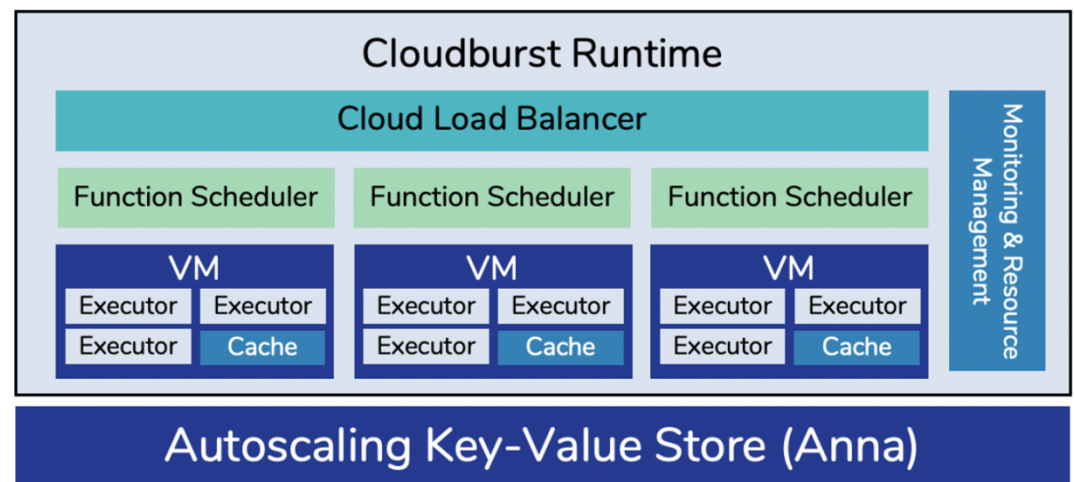 Cloudburst Runtime
Cloud Load Balancer
Function Scheduler
Function Scheduler
Function Scheduler
VM
Executor
Executor
Executor
Cache
VM
Executor
Executor
Executor
Cache
VM
Executor
Executor
Executor
Cache
Monitoring & Resource
Management
Autoscaling Key-Value Store (Anna)